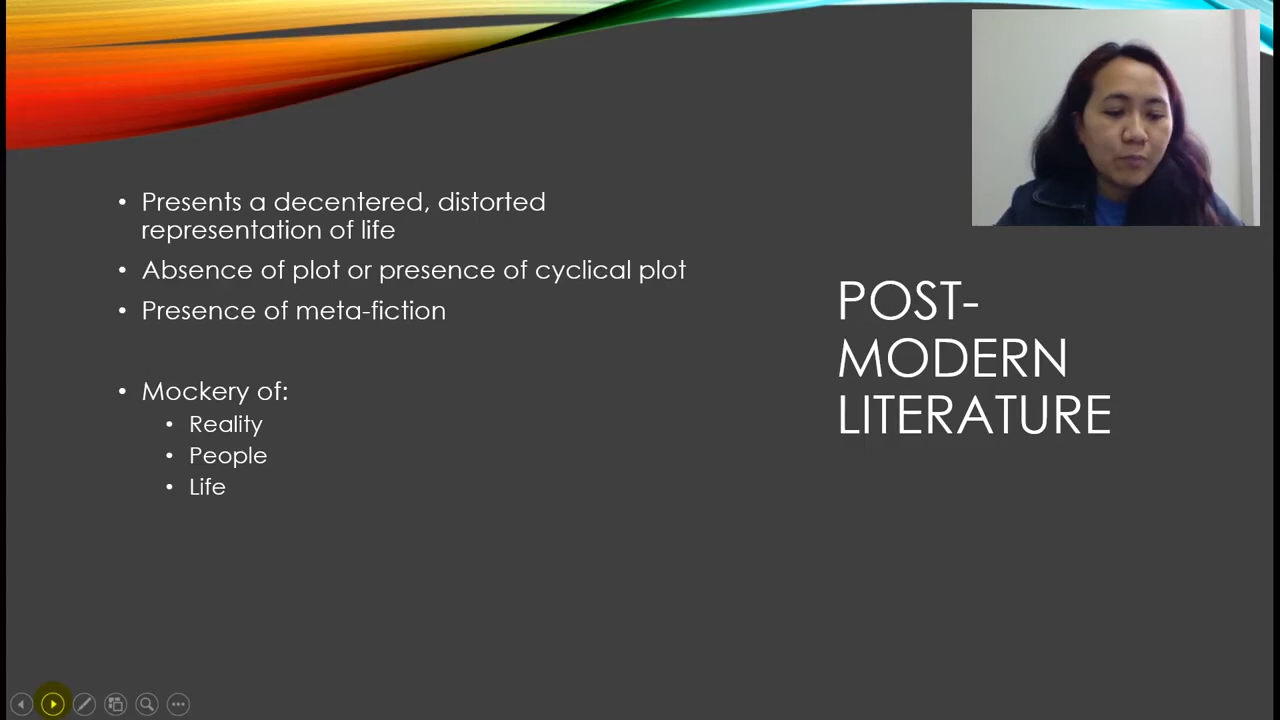 • Presents a decentered, distorted
representation of life
• Absence of plot or presence of cyclical plot
• Presence of meta-fiction
• Mockery of:
• Reality
• People
• Life
POST-
MODERN
LITERATURE